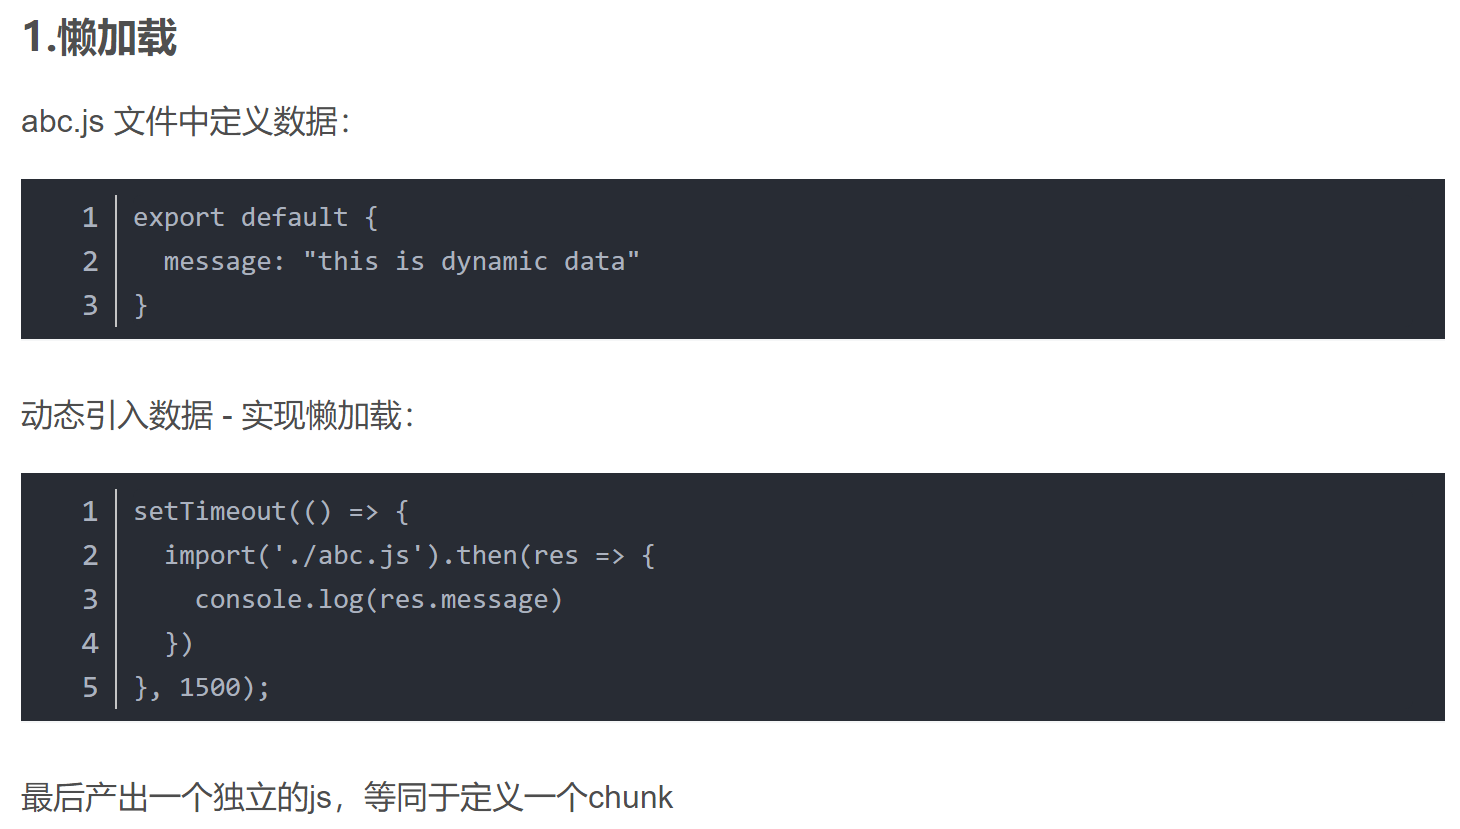 1.懒加载
abc.js 文件中定义数据：
1 export default {
2   message: "this is dynamic data"
3 }
动态引入数据 - 实现懒加载：
1 setTimeout(() => {
2   import('./abc.js').then(res => {
3     console.log(res.message)
4   })
5 }, 1500);
最后产出一个独立的js，等同于定义一个chunk